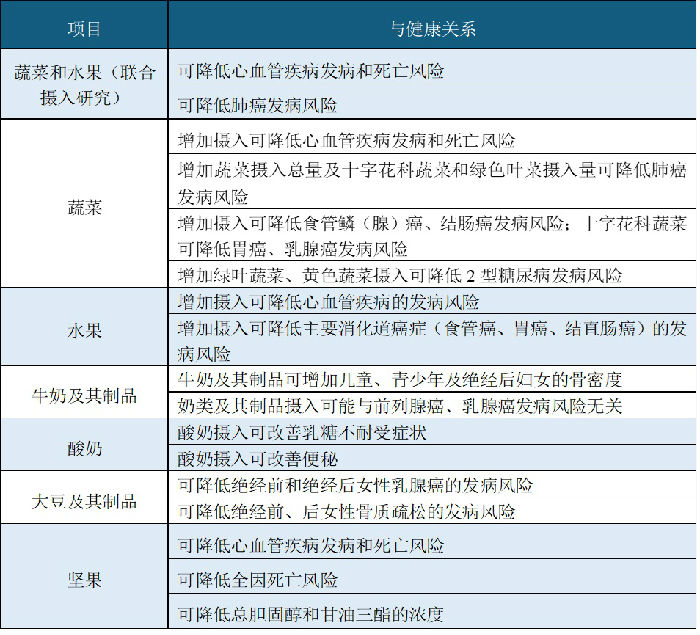 项目
与健康关系
蔬菜和水果（联合
摄入研究）
可降低心血管疾病发病和死亡风险
可降低肺癌发病风险
蔬菜
增加摄入可降低心血管疾病发病和死亡风险
增加蔬菜摄入总量及十字花科蔬菜和绿色叶菜摄入量可降低肺癌
发病风险
增加摄入可降低食管鳞（腺）癌、结肠癌发病风险；十字花科蔬菜
可降低胃癌、乳腺癌发病风险
增加绿叶蔬菜、黄色蔬菜摄入可降低 2 型糖尿病发病风险
水果
增加摄入可降低心血管疾病的发病风险
增加摄入可降低主要消化道癌症（食管癌、胃癌、结直肠癌）的发
病风险
牛奶及其制品
牛奶及其制品可增加儿童、青少年及绝经后妇女的骨密度
奶类及其制品摄入可能与前列腺癌、乳腺癌发病风险无关
酸奶
酸奶摄入可改善乳糖不耐受症状
酸奶摄入可改善便秘
大豆及其制品
可降低绝经前和绝经后女性乳腺癌的发病风险
可降低绝经前、后女性骨质疏松的发病风险
坚果
可降低心血管疾病发病和死亡风险
可降低全因死亡风险
可降低总胆固醇和甘油三酯的浓度